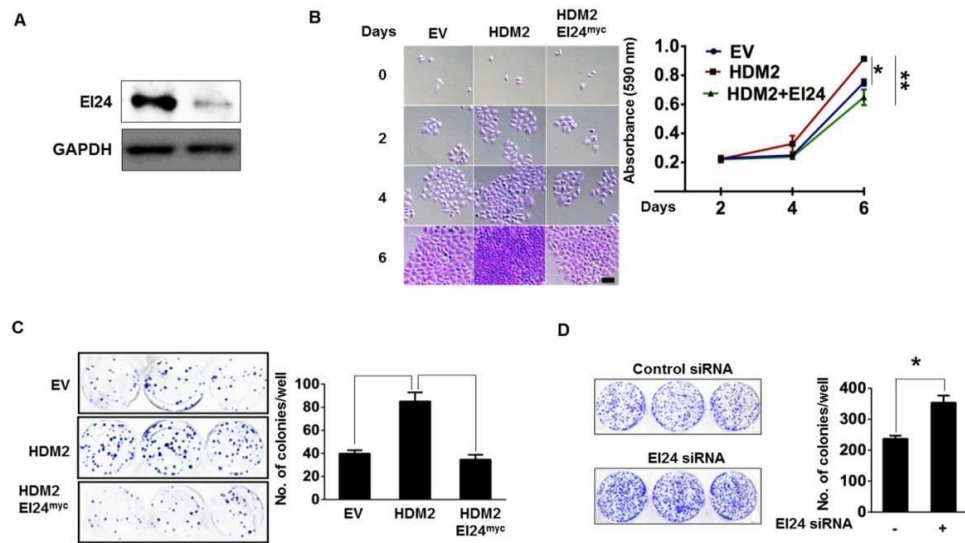 A
EI24
GAPDH
B
Days
EV
HDM2
HDM2
EI24myc
0
2
4
6
Absorbance (590 nm)
1.0
0.8
0.6
0.4
0.2
EV
HDM2
HDM2+EI24
*
**
Days
2
4
6
C
EV
HDM2
HDM2
EI24myc
No. of colonies/well
100
80
60
40
20
0
EV
HDM2
HDM2
EI24myc
D
Control siRNA
EI24 siRNA
No. of colonies/well
400
300
200
100
0
*
EI24 siRNA
-
+